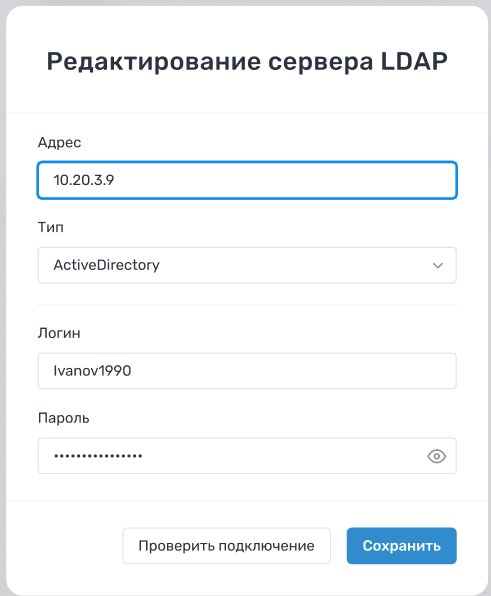 Редактирование сервера LDAP
Адрес
10.20.3.9
Тип
ActiveDirectory
Логин
Ivanov1990
Пароль
••••••••••••••••
Проверить подключение
Сохранить